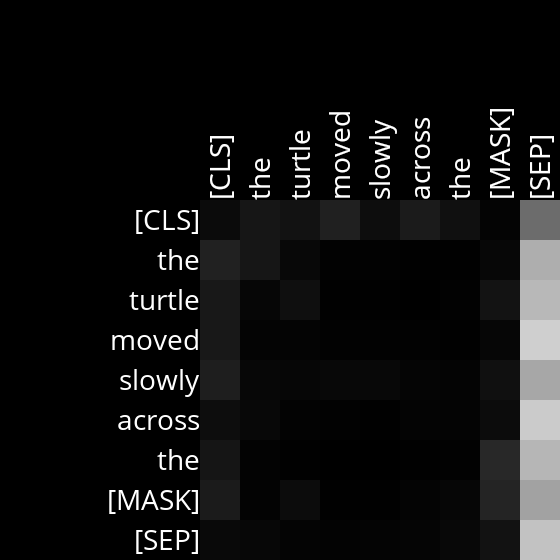 [CLS] the turtle moved slowly across the [MASK] [SEP]
[CLS]
the
turtle
moved
slowly
across
the
[MASK]
[SEP]